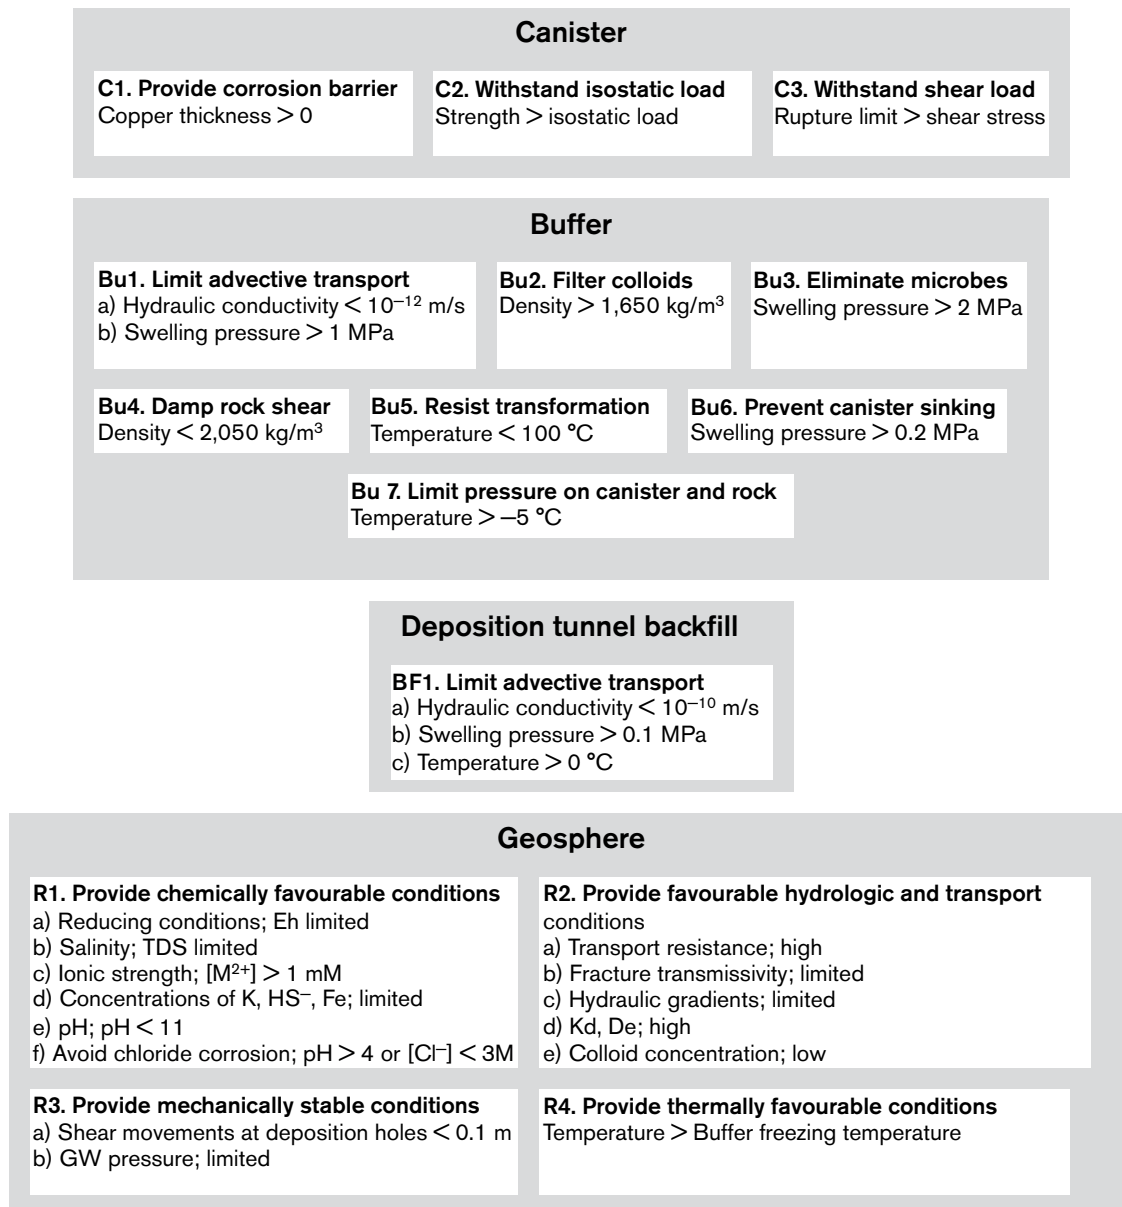 Canister
C1. Provide corrosion barrier
Copper thickness > 0
C2. Withstand isostatic load
Strength > isostatic load
C3. Withstand shear load
Rupture limit > shear stress
Buffer
Bu1. Limit advective transport
a) Hydraulic conductivity < 10⁻¹² m/s
b) Swelling pressure > 1 MPa
Bu2. Filter colloids
Density > 1,650 kg/m³
Bu3. Eliminate microbes
Swelling pressure > 2 MPa
Bu4. Damp rock shear
Density < 2,050 kg/m³
Bu5. Resist transformation
Temperature < 100 °C
Bu6. Prevent canister sinking
Swelling pressure > 0.2 MPa
Bu 7. Limit pressure on canister and rock
Temperature > –5 °C
Deposition tunnel backfill
BF1. Limit advective transport
a) Hydraulic conductivity < 10⁻¹⁰ m/s
b) Swelling pressure > 0.1 MPa
c) Temperature > 0 °C
Geosphere
R1. Provide chemically favourable conditions
a) Reducing conditions; Eh limited
b) Salinity; TDS limited
c) Ionic strength; [M²⁺] > 1 mM
d) Concentrations of K, HS⁻, Fe; limited
e) pH; pH < 11
f) Avoid chloride corrosion; pH > 4 or [Cl⁻] < 3M
R2. Provide favourable hydrologic and transport
conditions
a) Transport resistance; high
b) Fracture transmissivity; limited
c) Hydraulic gradients; limited
d) Kd, De; high
e) Colloid concentration; low
R3. Provide mechanically stable conditions
a) Shear movements at deposition holes < 0.1 m
b) GW pressure; limited
R4. Provide thermally favourable conditions
Temperature > Buffer freezing temperature